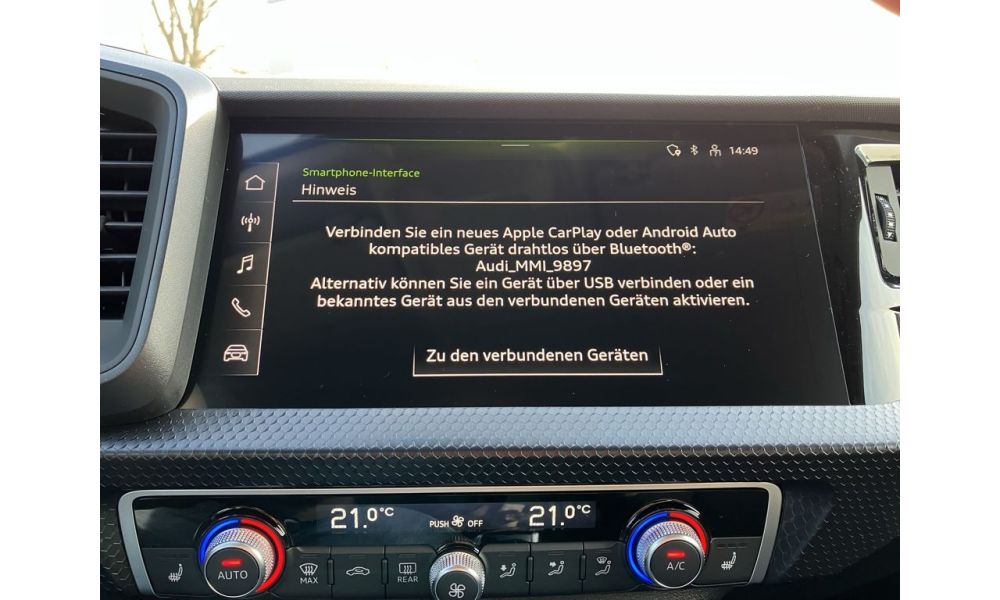 14:49
Smartphone-Interface
Hinweis
Verbinden Sie ein neues Apple CarPlay oder Android Auto
kompatibles Gerät drahtlos über Bluetooth®:
Audi_MMI_9897
Alternativ können Sie ein Gerät über USB verbinden oder ein
bekanntes Gerät aus den verbundenen Geräten aktivieren.
Zu den verbundenen Geräten
21.0°C PUSH OFF 21.0°C
AUTO MAX REAR A/C